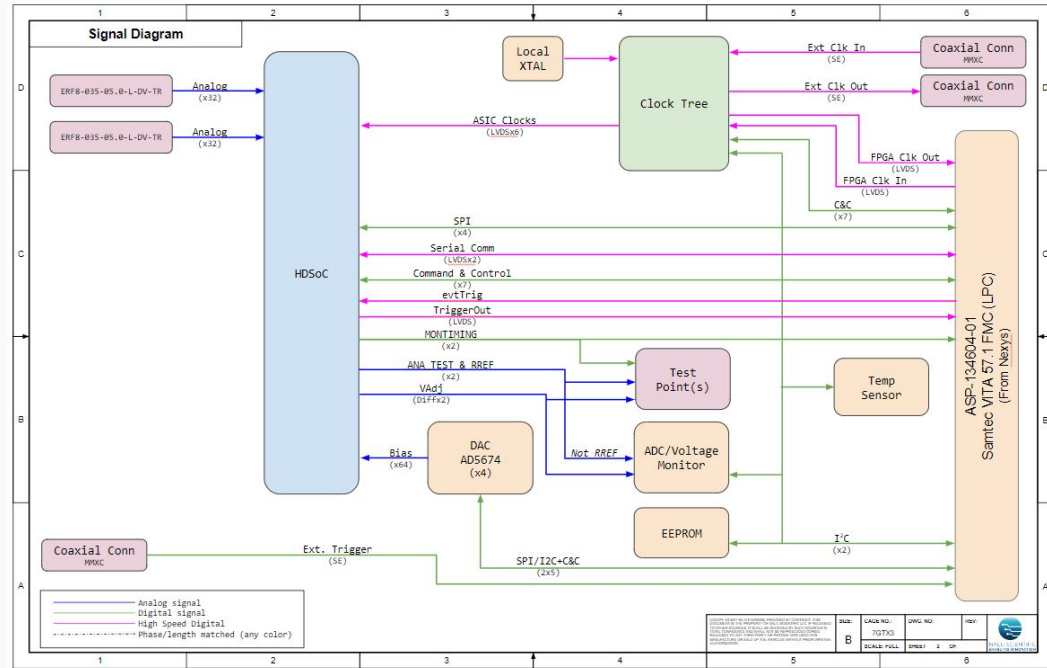 1 2 3 4 5 6
Signal Diagram
D
C
B
A
ERF8-035-05.0-L-DV-TR
Analog
(x32)
ERF8-035-05.0-L-DV-TR
Analog
(x32)
HDSoC
Local
XTAL
Clock Tree
Ext Clk In
(SE)
Coaxial Conn
MMXC
Ext Clk Out
(SE)
Coaxial Conn
MMXC
ASIC Clocks
(LVDSx6)
FPGA Clk Out
(LVDS)
FPGA Clk In
(LVDS)
C&C
(x7)
SPI
(x4)
Serial Comm
(LVDSx2)
Command & Control
(x7)
evtTrig
TriggerOut
(LVDS)
MONTIMING
(x2)
ANA TEST & RREF
(x2)
VAdj
(Diffx2)
Test
Point(s)
Temp
Sensor
ASP-134604-01
Samtec VITA 57.1 FMC (LPC)
(From Nexys)
Bias
(x64)
DAC
AD5674
(x4)
Not RREF
ADC/Voltage
Monitor
EEPROM
I²C
(x2)
Coaxial Conn
MMXC
Ext. Trigger
(SE)
SPI/I2C+C&C
(2x5)
Analog signal
Digital signal
High Speed Digital
Phase/length matched (any color)
SIZE:
B
CAGE NO.:
7GTX3
DWG. NO:
REV:
SCALE: FULL
SHEET 2 OF
NALU SCIENTIFIC
1 2 3 4 5 6
D
C
B
A